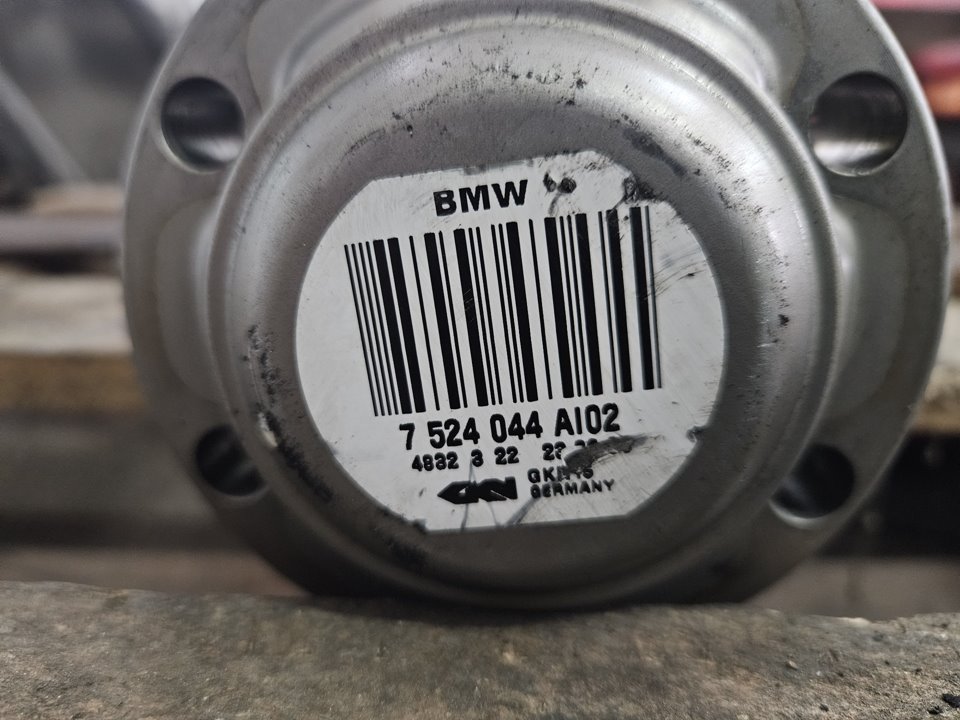 BMW
7 524 044 AI02
4832 3 22
GKN
GERMANY